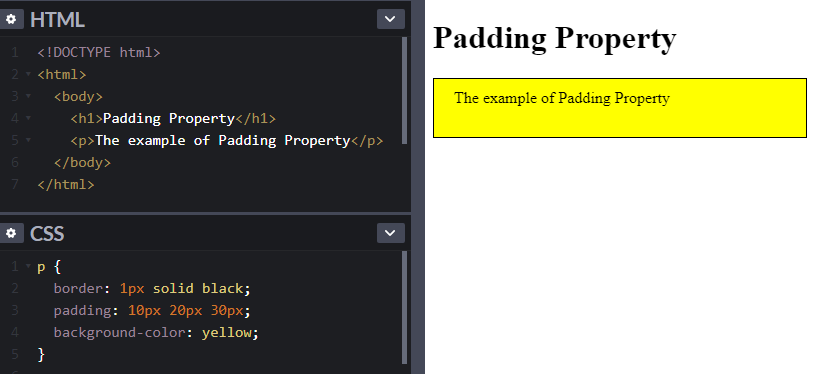 HTML
1 <!DOCTYPE html>
2 <html>
3 <body>
4 <h1>Padding Property</h1>
5 <p>The example of Padding Property</p>
6 </body>
7 </html>
CSS
1 p {
2 border: 1px solid black;
3 padding: 10px 20px 30px;
4 background-color: yellow;
5 }
Padding Property
The example of Padding Property